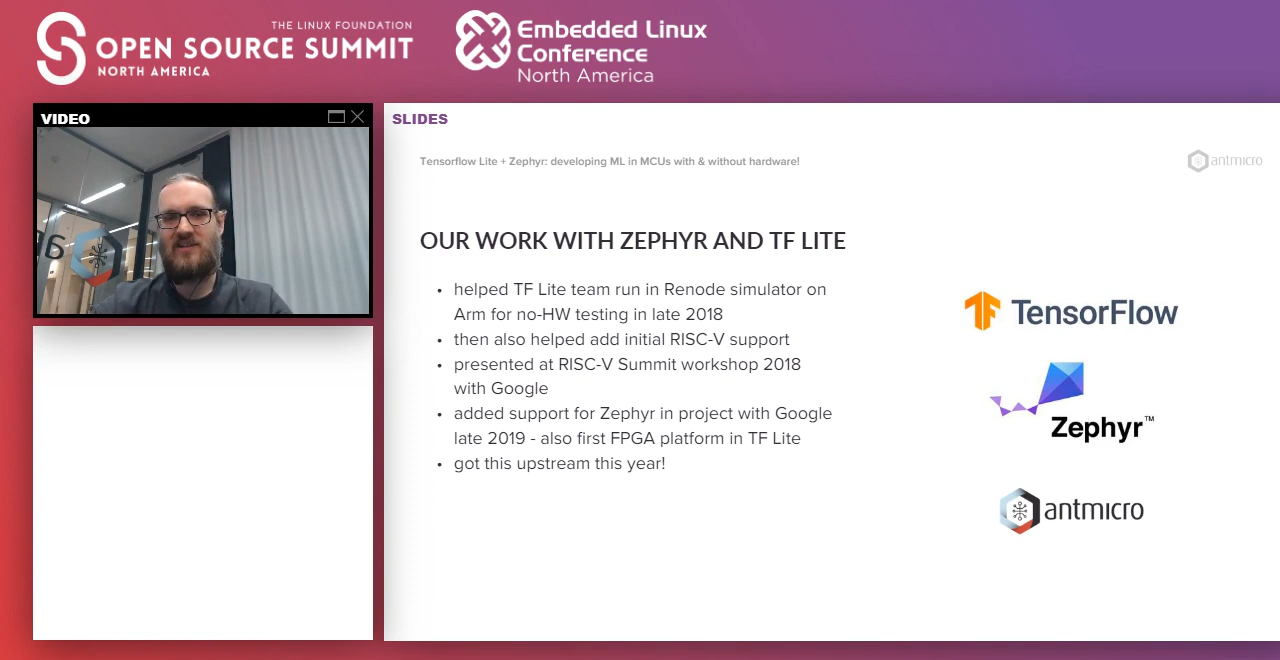 THE LINUX FOUNDATION
OPEN SOURCE SUMMIT
NORTH AMERICA
Embedded Linux
Conference
North America
VIDEO
SLIDES
Tensorflow Lite + Zephyr: developing ML in MCUs with & without hardware!
antmicro
OUR WORK WITH ZEPHYR AND TF LITE
• helped TF Lite team run in Renode simulator on
Arm for no-HW testing in late 2018
• then also helped add initial RISC-V support
• presented at RISC-V Summit workshop 2018
with Google
• added support for Zephyr in project with Google
late 2019 - also first FPGA platform in TF Lite
• got this upstream this year!
TensorFlow
Zephyr™
antmicro